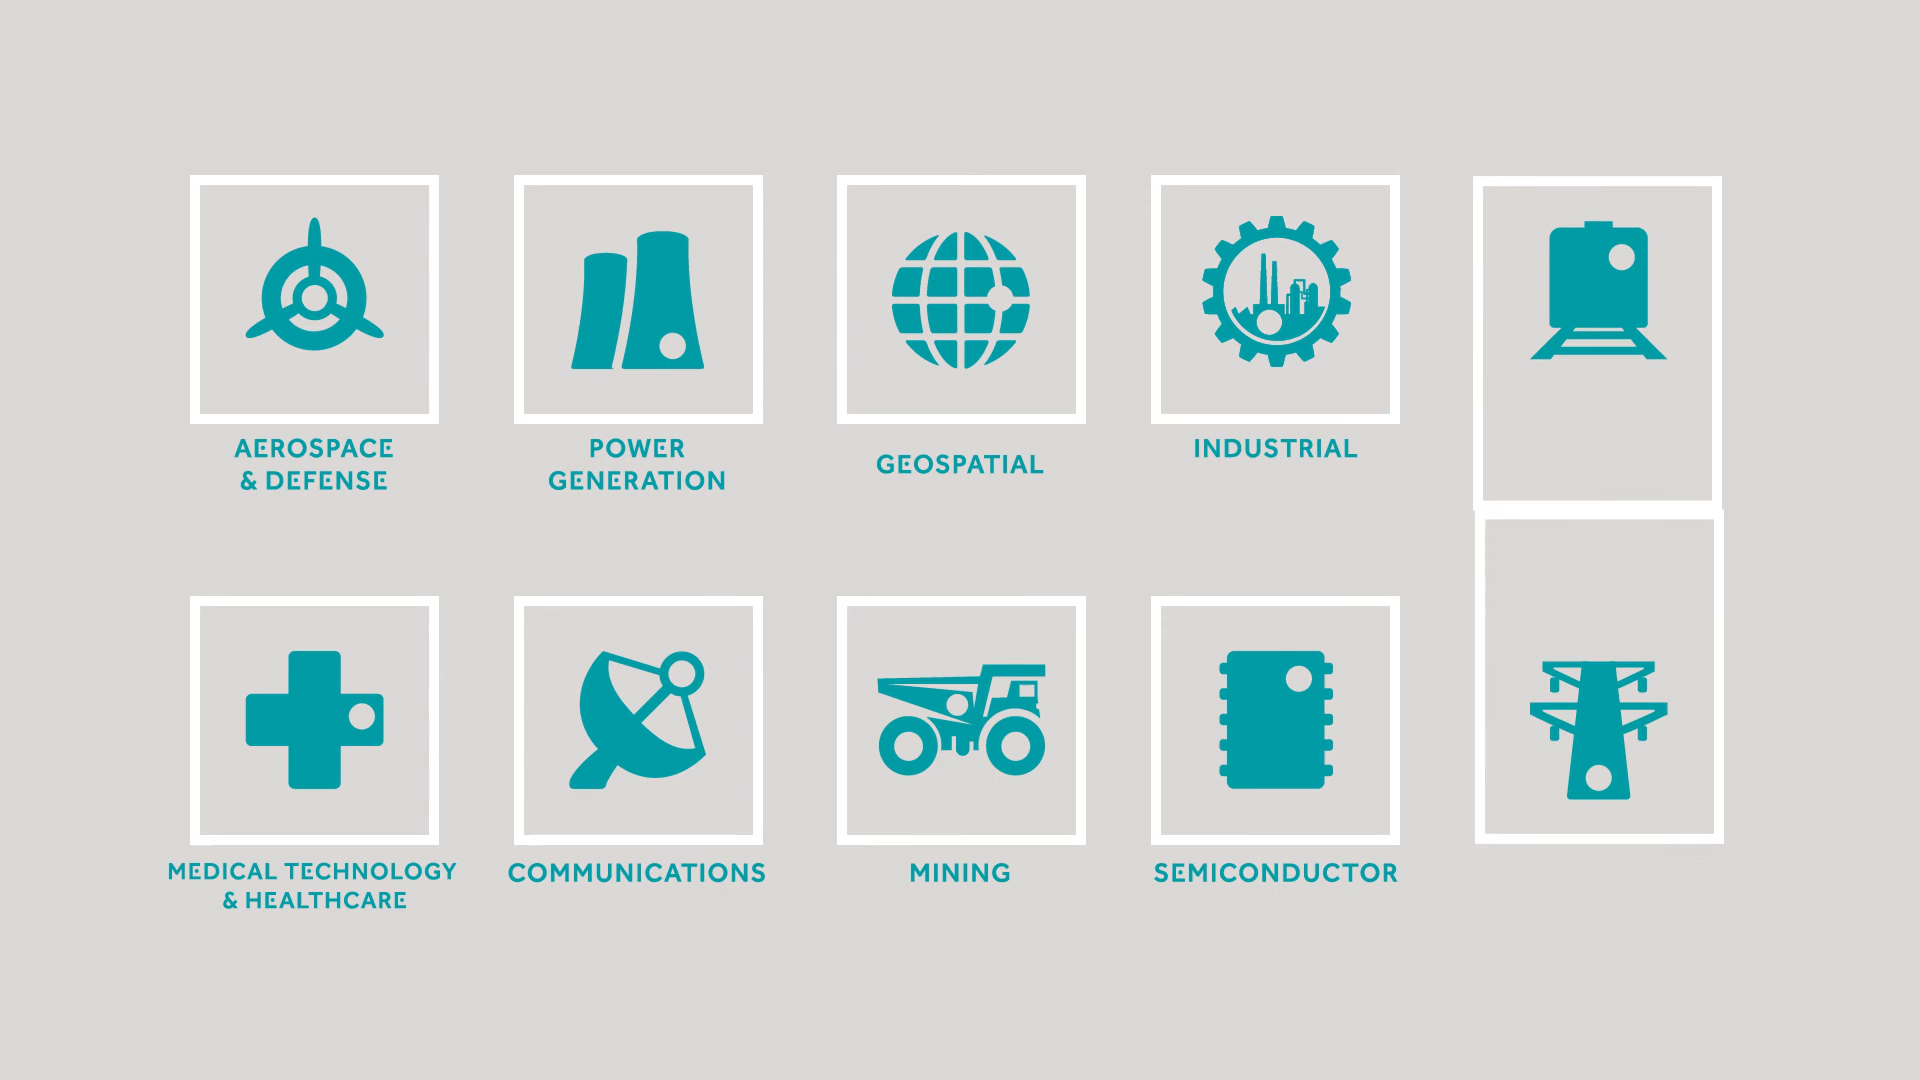 AEROSPACE
& DEFENSE
POWER
GENERATION
GEOSPATIAL
INDUSTRIAL
MEDICAL TECHNOLOGY
& HEALTHCARE
COMMUNICATIONS
MINING
SEMICONDUCTOR